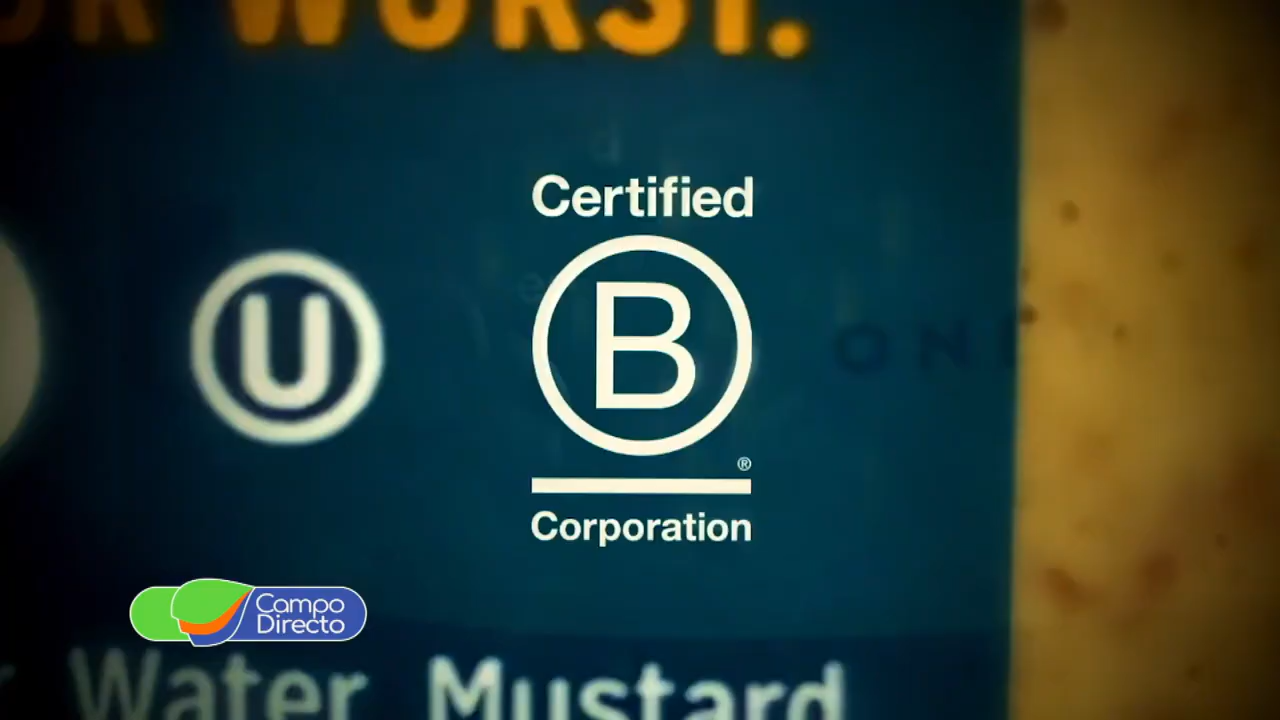 WORST.
Certified
B
®
Corporation
U
Campo
Directo
Water Mustard